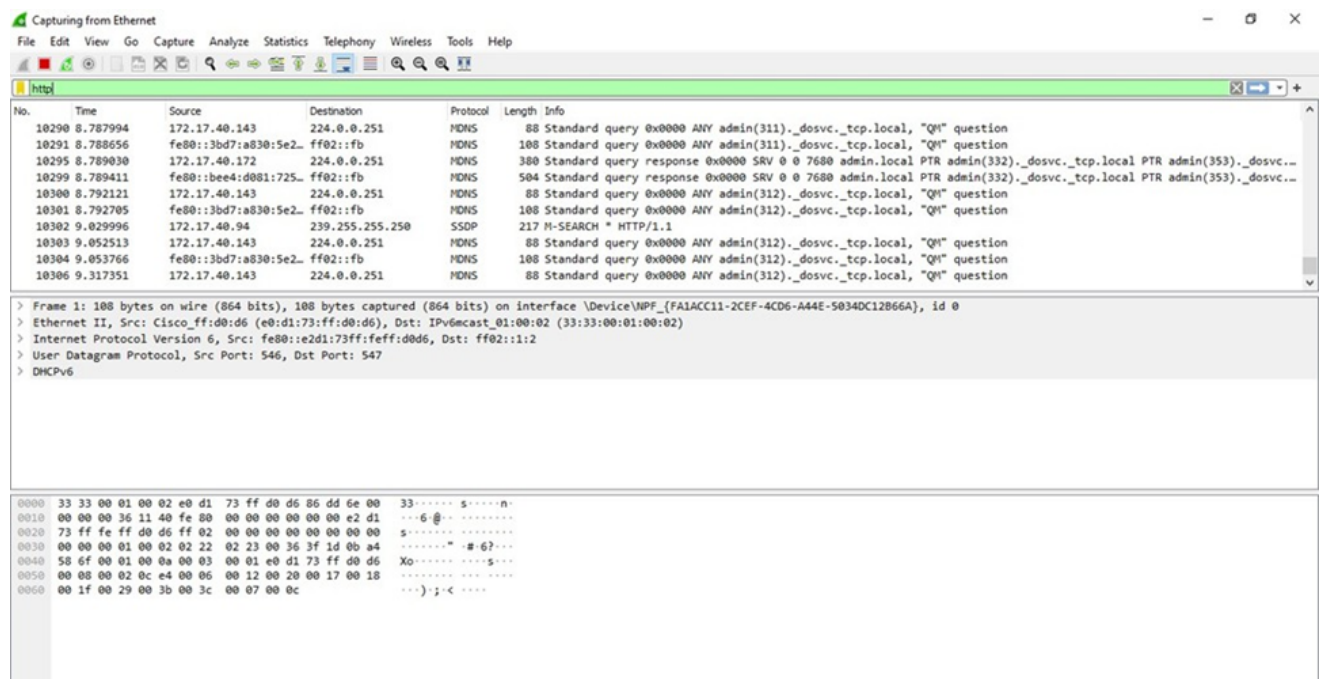 Capturing from Ethernet
File Edit View Go Capture Analyze Statistics Telephony Wireless Tools Help
http
No. Time Source Destination Protocol Length Info
10290 8.787994 172.17.40.143 224.0.0.251 MDNS 88 Standard query 0x0000 ANY admin(311)._dosvc._tcp.local, "QM" question
10291 8.788656 fe80::3bd7:a830:5e2… ff02::fb MDNS 108 Standard query 0x0000 ANY admin(311)._dosvc._tcp.local, "QM" question
10295 8.789030 172.17.40.172 224.0.0.251 MDNS 380 Standard query response 0x0000 SRV 0 0 7680 admin.local PTR admin(332)._dosvc._tcp.local PTR admin(353)._dosvc.…
10299 8.789411 fe80::bee4:d081:725… ff02::fb MDNS 504 Standard query response 0x0000 SRV 0 0 7680 admin.local PTR admin(332)._dosvc._tcp.local PTR admin(353)._dosvc.…
10300 8.792121 172.17.40.143 224.0.0.251 MDNS 88 Standard query 0x0000 ANY admin(312)._dosvc._tcp.local, "QM" question
10301 8.792705 fe80::3bd7:a830:5e2… ff02::fb MDNS 108 Standard query 0x0000 ANY admin(312)._dosvc._tcp.local, "QM" question
10302 9.029996 172.17.40.94 239.255.255.250 SSDP 217 M-SEARCH * HTTP/1.1
10303 9.052513 172.17.40.143 224.0.0.251 MDNS 88 Standard query 0x0000 ANY admin(312)._dosvc._tcp.local, "QM" question
10304 9.053766 fe80::3bd7:a830:5e2… ff02::fb MDNS 108 Standard query 0x0000 ANY admin(312)._dosvc._tcp.local, "QM" question
10306 9.317351 172.17.40.143 224.0.0.251 MDNS 88 Standard query 0x0000 ANY admin(312)._dosvc._tcp.local, "QM" question
> Frame 1: 108 bytes on wire (864 bits), 108 bytes captured (864 bits) on interface \Device\NPF_{FA1ACC11-2CEF-4CD6-A44E-5034DC12B66A}, id 0
> Ethernet II, Src: Cisco_ff:d0:d6 (e0:d1:73:ff:d0:d6), Dst: IPv6mcast_01:00:02 (33:33:00:01:00:02)
> Internet Protocol Version 6, Src: fe80::e2d1:73ff:feff:d0d6, Dst: ff02::1:2
> User Datagram Protocol, Src Port: 546, Dst Port: 547
> DHCPv6
0000 33 33 00 01 00 02 e0 d1 73 ff d0 d6 86 dd 6e 00 33······ s·····n·
0010 00 00 00 36 11 40 fe 80 00 00 00 00 00 00 e2 d1 ···6·@·· ········
0020 73 ff fe ff d0 d6 ff 02 00 00 00 00 00 00 00 00 s······· ········
0030 00 00 00 01 00 02 02 22 02 23 00 36 3f 1d 0b a4 ·······" ·#·6?···
0040 58 6f 00 01 00 0a 00 03 00 01 e0 d1 73 ff d0 d6 Xo······ ····s···
0050 00 08 00 02 0c e4 00 06 00 12 00 20 00 17 00 18 ········ ··· ····
0060 00 1f 00 29 00 3b 00 3c 00 07 00 0c ···)·;·< ····